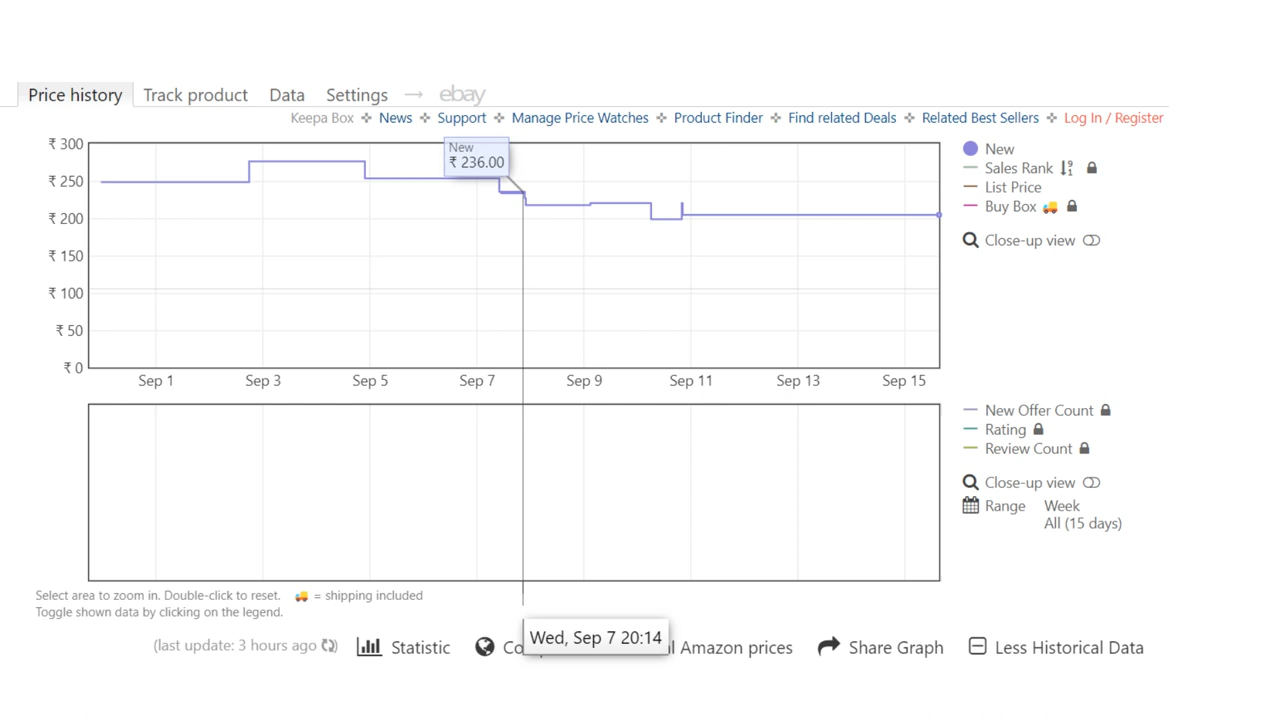 Price history Track product Data Settings → ebay
Keepa Box News Support Manage Price Watches Product Finder Find related Deals Related Best Sellers Log In / Register
₹ 300
₹ 250
₹ 200
₹ 150
₹ 100
₹ 50
₹ 0
New
₹ 236.00
Sep 1 Sep 3 Sep 5 Sep 7 Sep 9 Sep 11 Sep 13 Sep 15
New
Sales Rank
List Price
Buy Box
Close-up view
New Offer Count
Rating
Review Count
Close-up view
Range Week
All (15 days)
Select area to zoom in. Double-click to reset. = shipping included
Toggle shown data by clicking on the legend.
Wed, Sep 7 20:14
(last update: 3 hours ago) Statistic Amazon prices Share Graph Less Historical Data